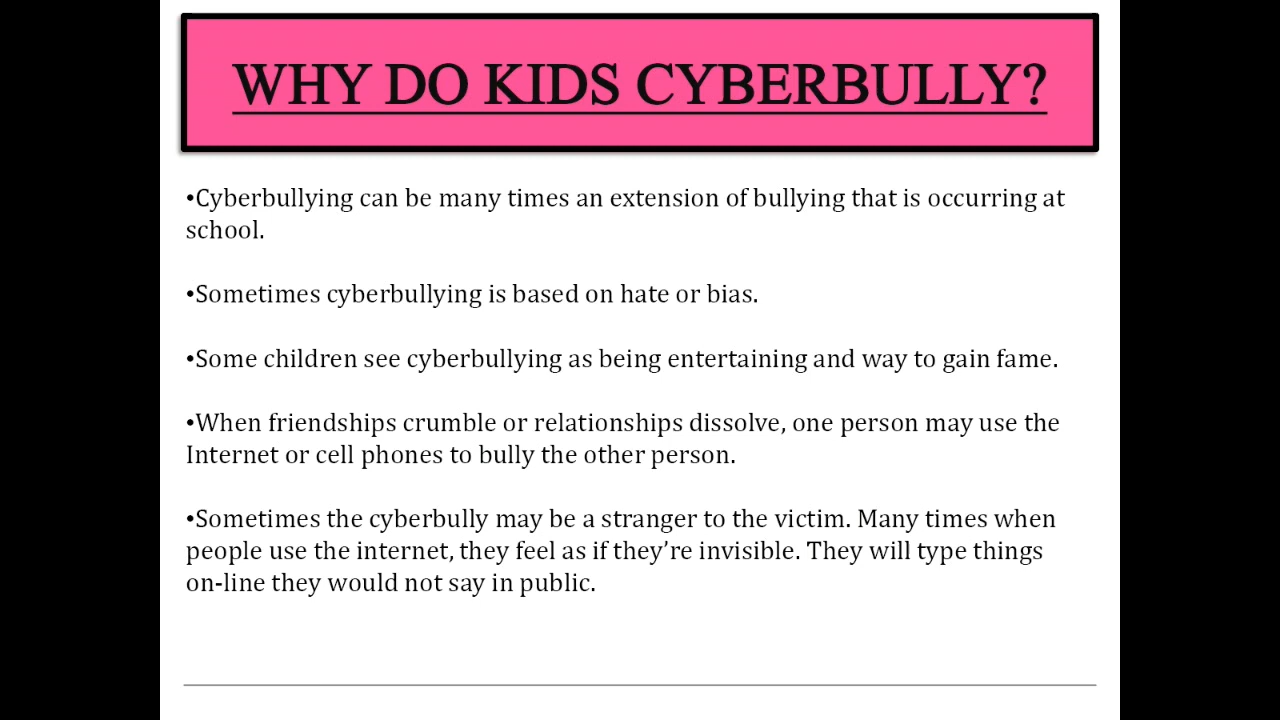 WHY DO KIDS CYBERBULLY?
•Cyberbullying can be many times an extension of bullying that is occurring at
school.
•Sometimes cyberbullying is based on hate or bias.
•Some children see cyberbullying as being entertaining and way to gain fame.
•When friendships crumble or relationships dissolve, one person may use the
Internet or cell phones to bully the other person.
•Sometimes the cyberbully may be a stranger to the victim. Many times when
people use the internet, they feel as if they’re invisible. They will type things
on-line they would not say in public.